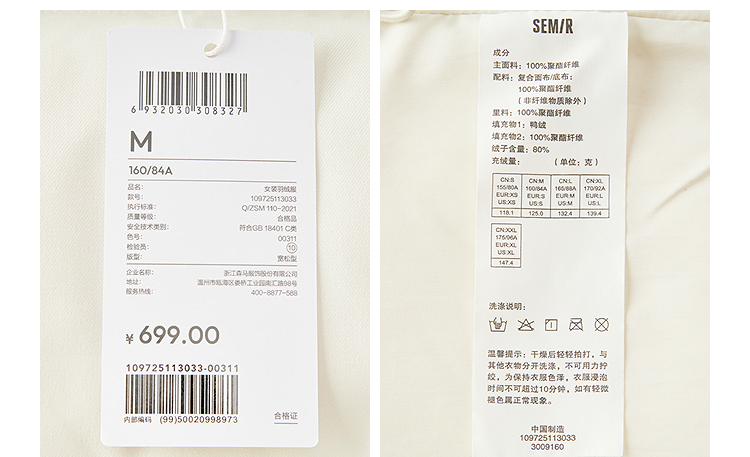 6 932030 308327
M
160/84A
品名: 女装羽绒服
款号: 109725113033
执行标准: Q/ZSM 110-2021
质量等级: 合格品
安全技术类别: 符合GB 18401 C类
色号: 00311
检验员: 10
版型: 宽松型
企业名称: 浙江森马服饰股份有限公司
地址: 温州市瓯海区娄桥工业园南汇路98号
服务热线: 400-8877-588
¥ 699.00
109725113033-00311
内部编码 (99)50020998973
合格证
SEMIR
成分
主面料: 100%聚酯纤维
配料: 复合面布/底布:
100%聚酯纤维
(非纤维物质除外)
里料: 100%聚酯纤维
填充物1: 鸭绒
填充物2: 100%聚酯纤维
绒子含量: 80%
充绒量: (单位: 克)
CN:S CN:M CN:L CN:XL
155/80A 160/84A 165/88A 170/92A
EUR:XS EUR:S EUR:M EUR:L
US:XS US:S US:M US:L
118.1 125.0 132.4 139.4
CN:XXL
175/96A
EUR:XL
US:XL
147.4
洗涤说明:
温馨提示: 干燥后轻轻拍打, 与
其他衣物分开洗涤, 不可用力拧
绞, 为保持衣服色泽, 衣服浸泡
时间不可超过10分钟, 如有轻微
褪色属正常现象。
中国制造
109725113033
3009160